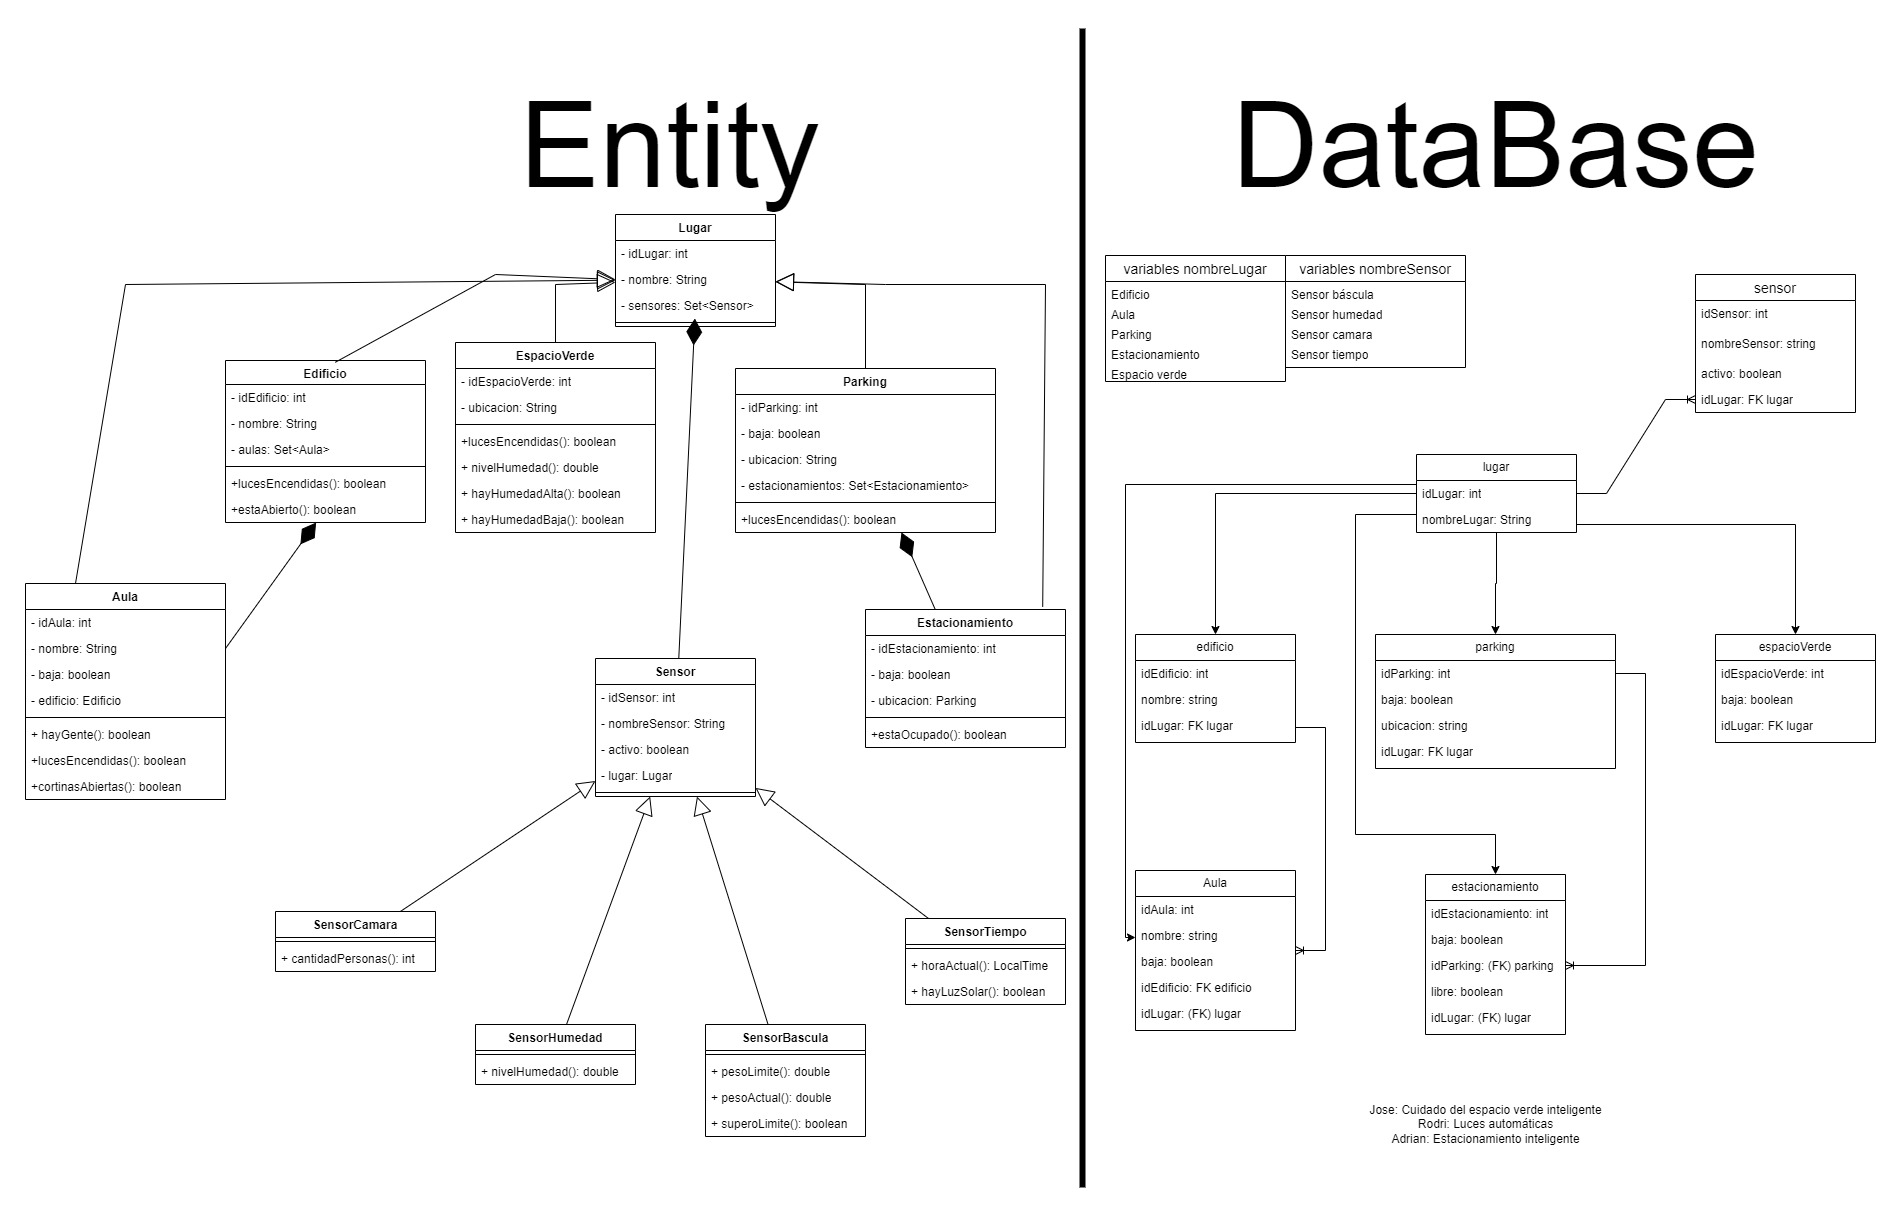 Entity
Lugar
- idLugar: int
- nombre: String
- sensores: Set<Sensor>
Edificio
- idEdificio: int
- nombre: String
- aulas: Set<Aula>
+lucesEncendidas(): boolean
+estaAbierto(): boolean
EspacioVerde
- idEspacioVerde: int
- ubicacion: String
+lucesEncendidas(): boolean
+ nivelHumedad(): double
+ hayHumedadAlta(): boolean
+ hayHumedadBaja(): boolean
Parking
- idParking: int
- baja: boolean
- ubicacion: String
- estacionamientos: Set<Estacionamiento>
+lucesEncendidas(): boolean
Aula
- idAula: int
- nombre: String
- baja: boolean
- edificio: Edificio
+ hayGente(): boolean
+lucesEncendidas(): boolean
+cortinasAbiertas(): boolean
Estacionamiento
- idEstacionamiento: int
- baja: boolean
- ubicacion: Parking
+estaOcupado(): boolean
Sensor
- idSensor: int
- nombreSensor: String
- activo: boolean
- lugar: Lugar
SensorCamara
+ cantidadPersonas(): int
SensorTiempo
+ horaActual(): LocalTime
+ hayLuzSolar(): boolean
SensorHumedad
+ nivelHumedad(): double
SensorBascula
+ pesoLimite(): double
+ pesoActual(): double
+ superoLimite(): boolean
DataBase
variables nombreLugar
Edificio
Aula
Parking
Estacionamiento
Espacio verde
variables nombreSensor
Sensor báscula
Sensor humedad
Sensor camara
Sensor tiempo
sensor
idSensor: int
nombreSensor: string
activo: boolean
idLugar: FK lugar
lugar
idLugar: int
nombreLugar: String
edificio
idEdificio: int
nombre: string
idLugar: FK lugar
parking
idParking: int
baja: boolean
ubicacion: string
idLugar: FK lugar
espacioVerde
idEspacioVerde: int
baja: boolean
idLugar: FK lugar
Aula
idAula: int
nombre: string
baja: boolean
idEdificio: FK edificio
idLugar: (FK) lugar
estacionamiento
idEstacionamiento: int
baja: boolean
idParking: (FK) parking
libre: boolean
idLugar: (FK) lugar
Jose: Cuidado del espacio verde inteligente
Rodri: Luces automáticas
Adrian: Estacionamiento inteligente